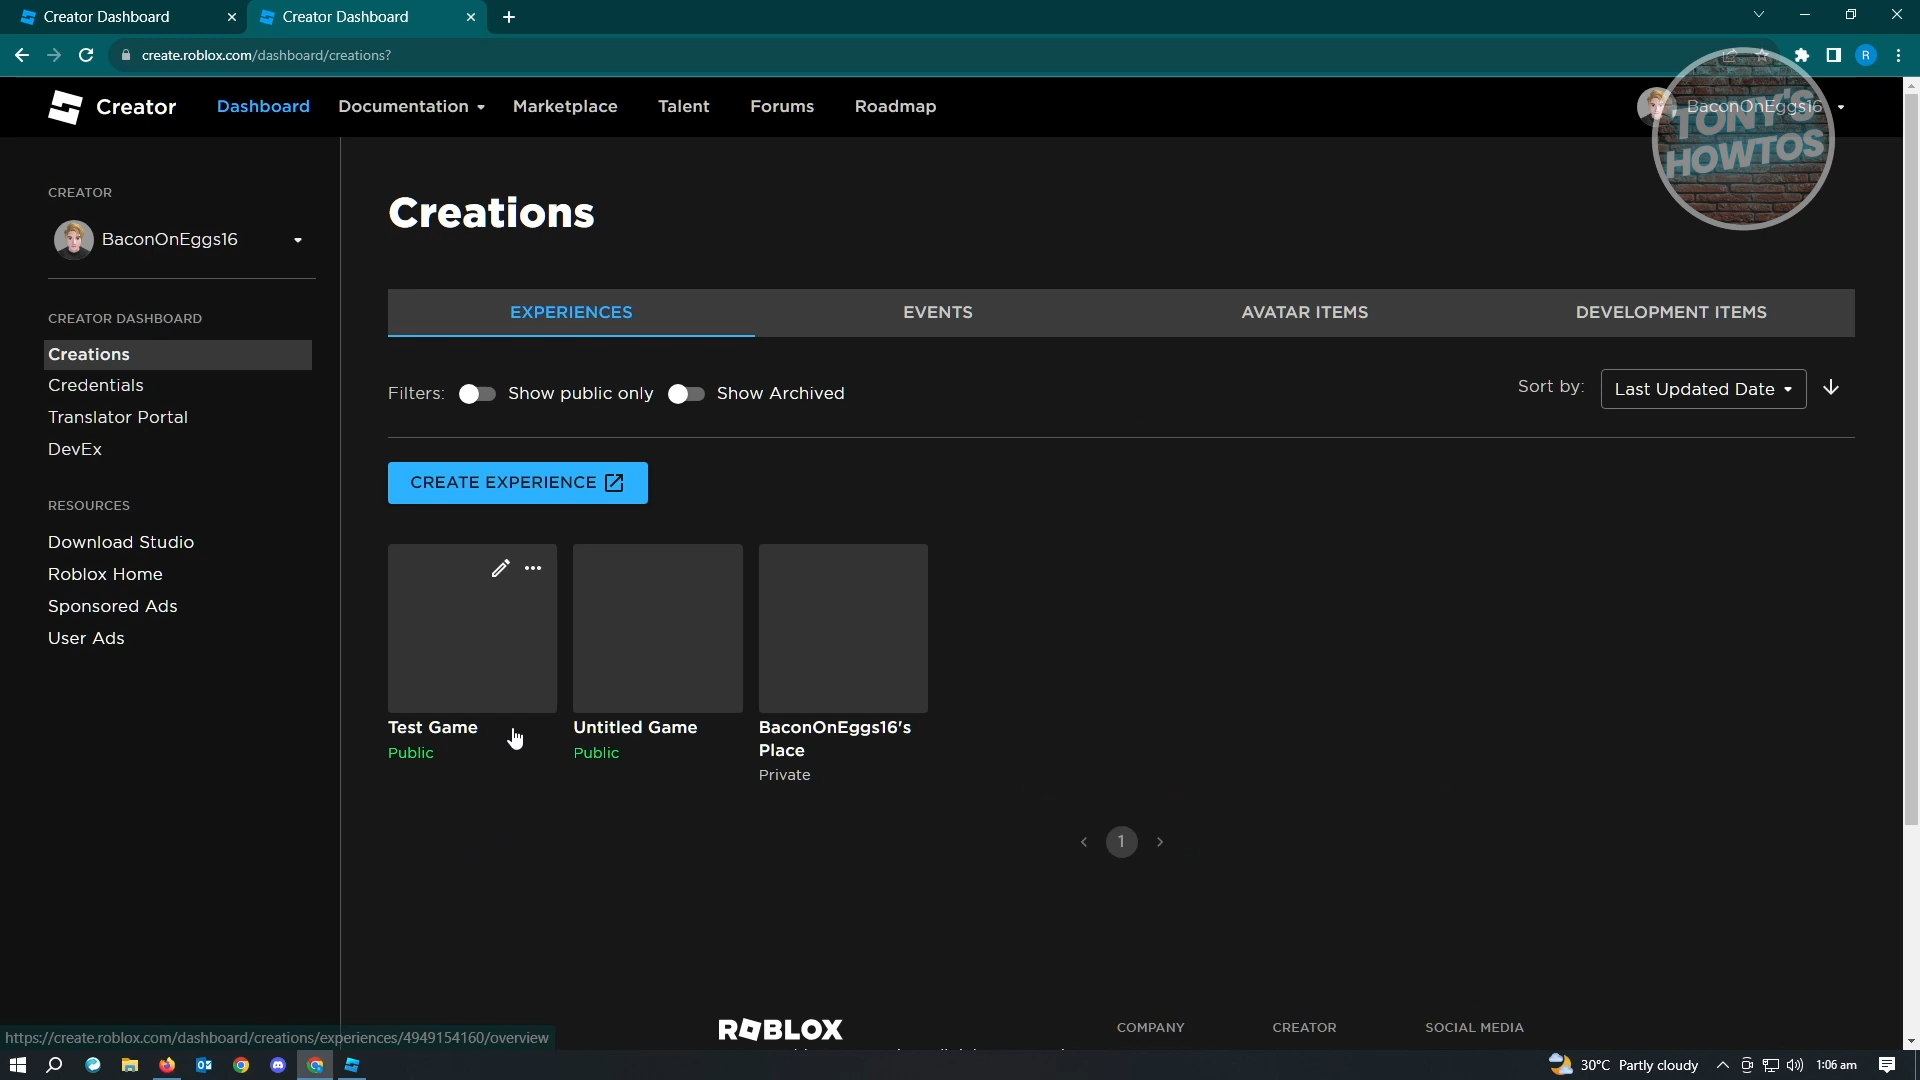 Creator Dashboard
Creator Dashboard
create.roblox.com/dashboard/creations?
R
Creator
Dashboard
Documentation
Marketplace
Talent
Forums
Roadmap
BaconOnEggs16
TONY'S
HOWTOS
CREATOR
BaconOnEggs16
CREATOR DASHBOARD
Creations
Credentials
Translator Portal
DevEx
RESOURCES
Download Studio
Roblox Home
Sponsored Ads
User Ads
Creations
EXPERIENCES
EVENTS
AVATAR ITEMS
DEVELOPMENT ITEMS
Filters:
Show public only
Show Archived
Sort by:
Last Updated Date
CREATE EXPERIENCE
Test Game
Public
Untitled Game
Public
BaconOnEggs16's
Place
Private
1
ROBLOX
COMPANY
CREATOR
SOCIAL MEDIA
https://create.roblox.com/dashboard/creations/experiences/4949154160/overview
30°C Partly cloudy
1:06 am